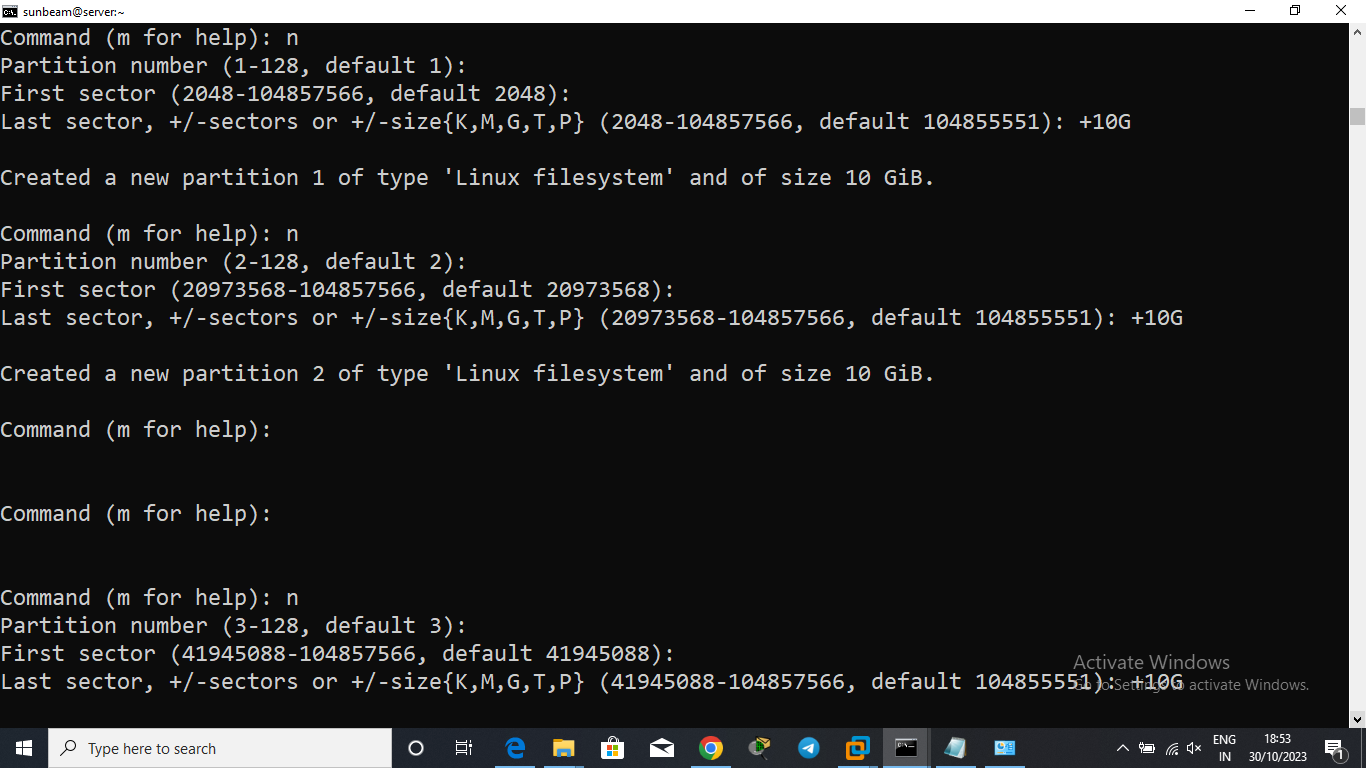 sunbeam@server:~
Command (m for help): n
Partition number (1-128, default 1):
First sector (2048-104857566, default 2048):
Last sector, +/-sectors or +/-size{K,M,G,T,P} (2048-104857566, default 104855551): +10G
Created a new partition 1 of type 'Linux filesystem' and of size 10 GiB.
Command (m for help): n
Partition number (2-128, default 2):
First sector (20973568-104857566, default 20973568):
Last sector, +/-sectors or +/-size{K,M,G,T,P} (20973568-104857566, default 104855551): +10G
Created a new partition 2 of type 'Linux filesystem' and of size 10 GiB.
Command (m for help):
Command (m for help):
Command (m for help): n
Partition number (3-128, default 3):
First sector (41945088-104857566, default 41945088):
Last sector, +/-sectors or +/-size{K,M,G,T,P} (41945088-104857566, default 104855551): +10G
Activate Windows
Go to Settings to activate Windows.
Type here to search
ENG
IN
18:53
30/10/2023
1